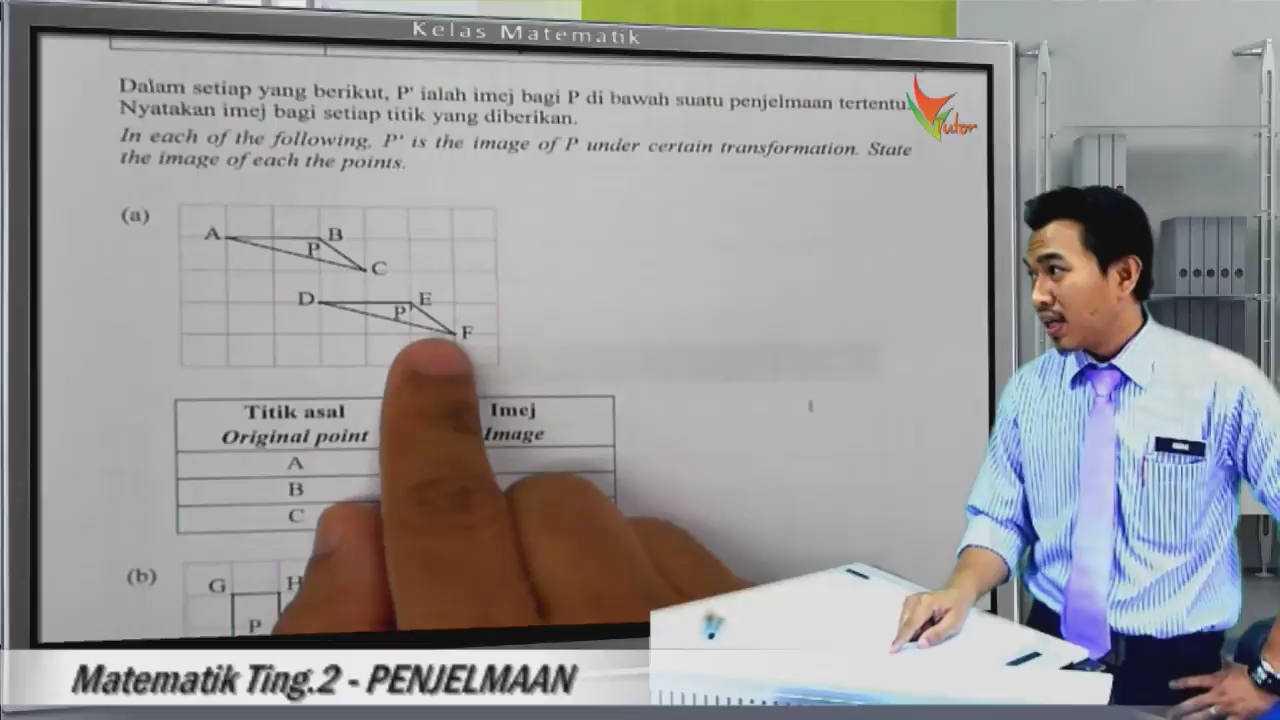 Kelas Matematik
Dalam setiap yang berikut, P' ialah imej bagi P di bawah suatu penjelmaan tertentu.
Nyatakan imej bagi setiap titik yang diberikan.
In each of the following, P' is the image of P under certain transformation. State
the image of each the points.
Tutor
(a)
A B
P
C
D E
P'
F
Titik asal Imej
Original point Image
A
B
C
(b)
G H
P
Matematik Ting.2 - PENJELMAAN